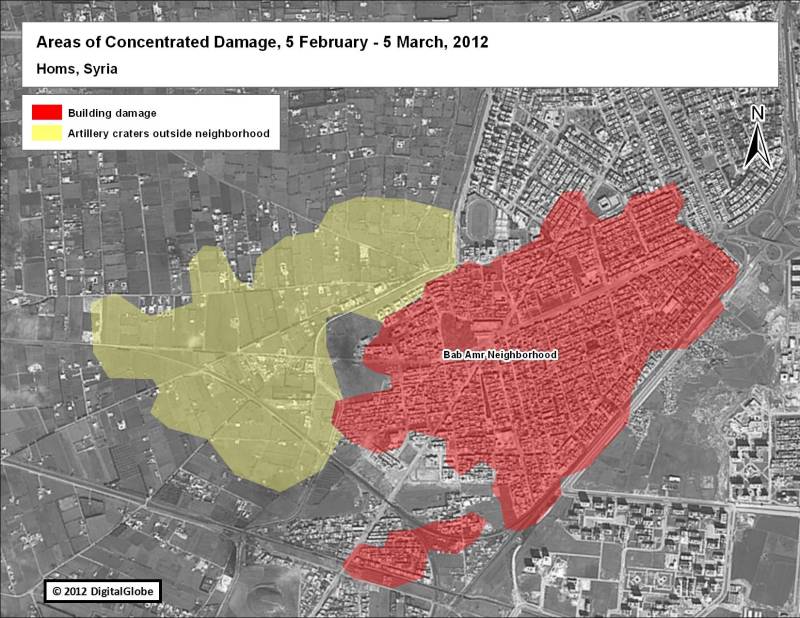 Areas of Concentrated Damage, 5 February - 5 March, 2012
Homs, Syria
Building damage
Artillery craters outside neighborhood
N
Bab Amr Neighborhood
© 2012 DigitalGlobe